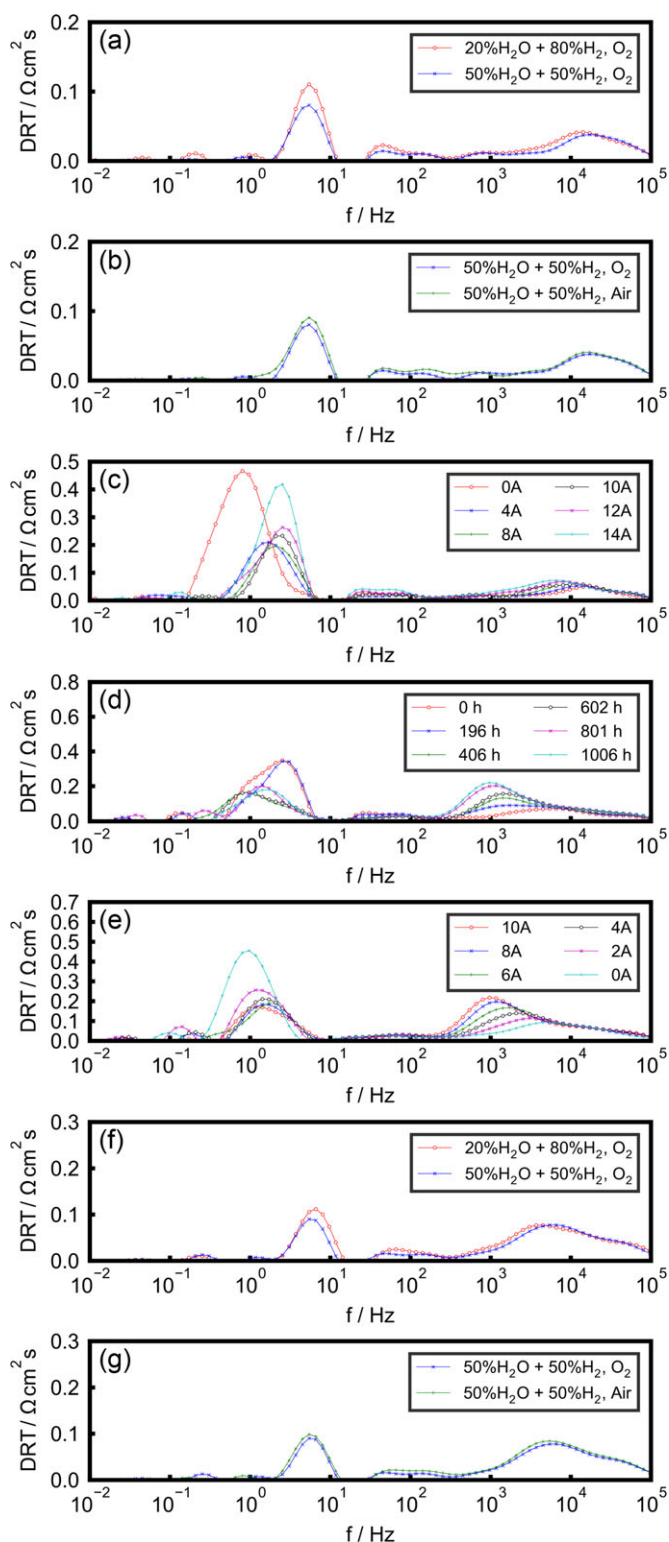 (a)
20%H₂O + 80%H₂, O₂
50%H₂O + 50%H₂, O₂
DRT / Ω cm² s
0.2
0.1
0.0
10⁻² 10⁻¹ 10⁰ 10¹ 10² 10³ 10⁴ 10⁵
f / Hz
(b)
50%H₂O + 50%H₂, O₂
50%H₂O + 50%H₂, Air
DRT / Ω cm² s
0.2
0.1
0.0
10⁻² 10⁻¹ 10⁰ 10¹ 10² 10³ 10⁴ 10⁵
f / Hz
(c)
0A 10A
4A 12A
8A 14A
DRT / Ω cm² s
0.5
0.4
0.3
0.2
0.1
0.0
10⁻² 10⁻¹ 10⁰ 10¹ 10² 10³ 10⁴ 10⁵
f / Hz
(d)
0 h 602 h
196 h 801 h
406 h 1006 h
DRT / Ω cm² s
0.8
0.6
0.4
0.2
0.0
10⁻² 10⁻¹ 10⁰ 10¹ 10² 10³ 10⁴ 10⁵
f / Hz
(e)
10A 4A
8A 2A
6A 0A
DRT / Ω cm² s
0.7
0.6
0.5
0.4
0.3
0.2
0.1
0.0
10⁻² 10⁻¹ 10⁰ 10¹ 10² 10³ 10⁴ 10⁵
f / Hz
(f)
20%H₂O + 80%H₂, O₂
50%H₂O + 50%H₂, O₂
DRT / Ω cm² s
0.3
0.2
0.1
0.0
10⁻² 10⁻¹ 10⁰ 10¹ 10² 10³ 10⁴ 10⁵
f / Hz
(g)
50%H₂O + 50%H₂, O₂
50%H₂O + 50%H₂, Air
DRT / Ω cm² s
0.3
0.2
0.1
0.0
10⁻² 10⁻¹ 10⁰ 10¹ 10² 10³ 10⁴ 10⁵
f / Hz